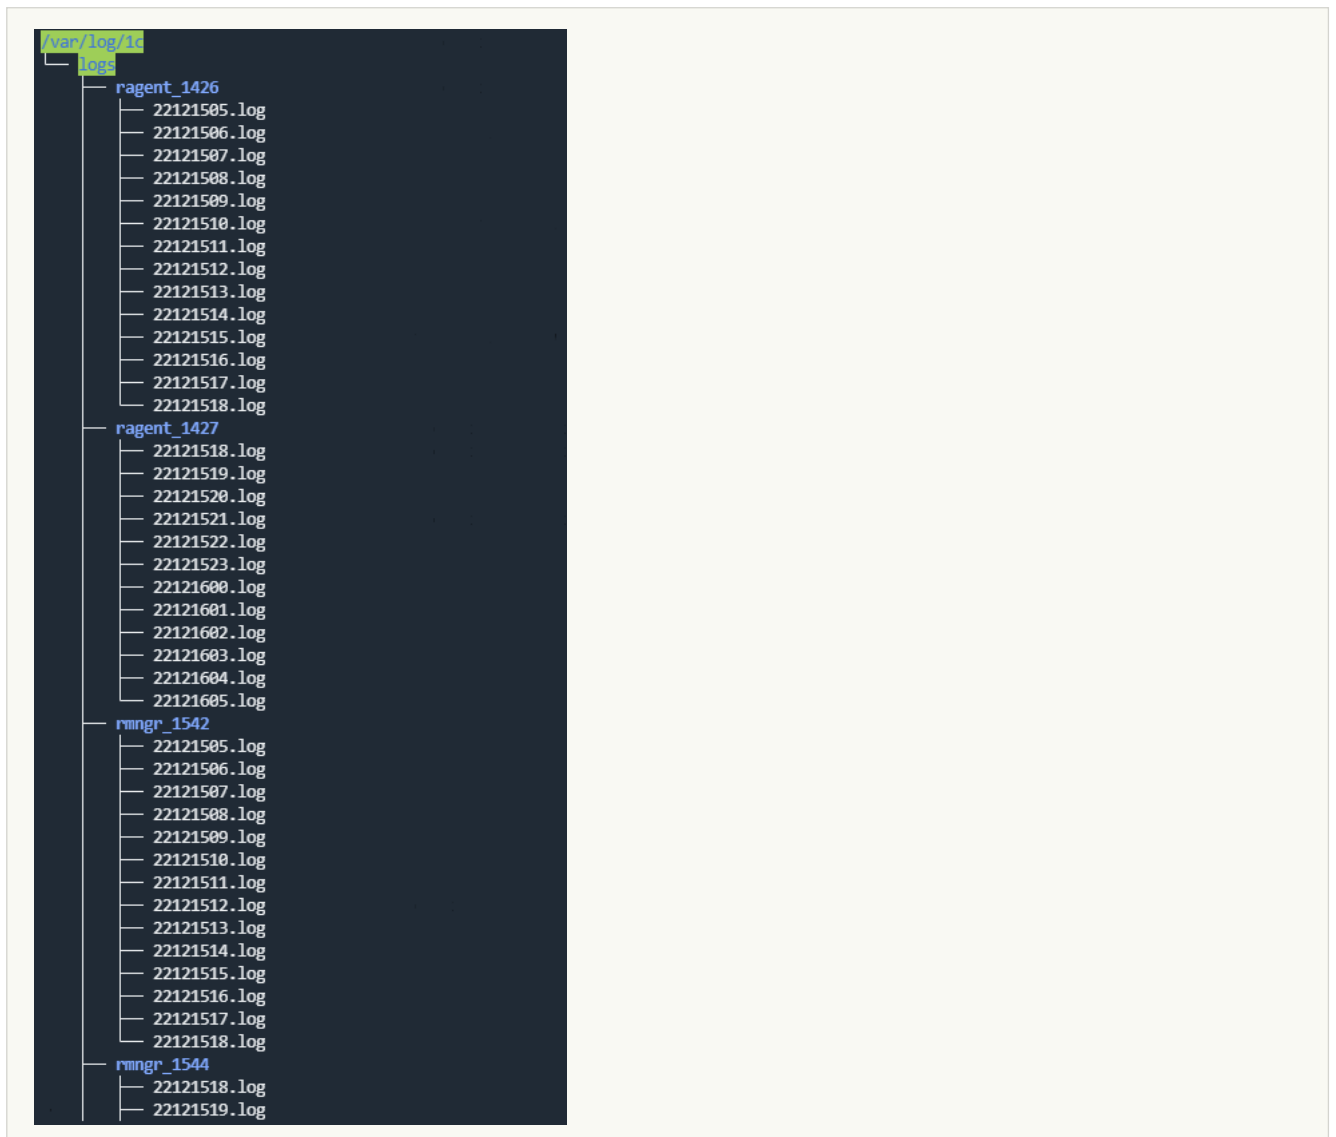 /var/log/1c
└── logs
    ├── ragent_1426
    │   ├── 22121505.log
    │   ├── 22121506.log
    │   ├── 22121507.log
    │   ├── 22121508.log
    │   ├── 22121509.log
    │   ├── 22121510.log
    │   ├── 22121511.log
    │   ├── 22121512.log
    │   ├── 22121513.log
    │   ├── 22121514.log
    │   ├── 22121515.log
    │   ├── 22121516.log
    │   ├── 22121517.log
    │   └── 22121518.log
    ├── ragent_1427
    │   ├── 22121518.log
    │   ├── 22121519.log
    │   ├── 22121520.log
    │   ├── 22121521.log
    │   ├── 22121522.log
    │   ├── 22121523.log
    │   ├── 22121600.log
    │   ├── 22121601.log
    │   ├── 22121602.log
    │   ├── 22121603.log
    │   ├── 22121604.log
    │   └── 22121605.log
    ├── rmngr_1542
    │   ├── 22121505.log
    │   ├── 22121506.log
    │   ├── 22121507.log
    │   ├── 22121508.log
    │   ├── 22121509.log
    │   ├── 22121510.log
    │   ├── 22121511.log
    │   ├── 22121512.log
    │   ├── 22121513.log
    │   ├── 22121514.log
    │   ├── 22121515.log
    │   ├── 22121516.log
    │   ├── 22121517.log
    │   └── 22121518.log
    ├── rmngr_1544
    │   ├── 22121518.log
    │   ├── 22121519.log